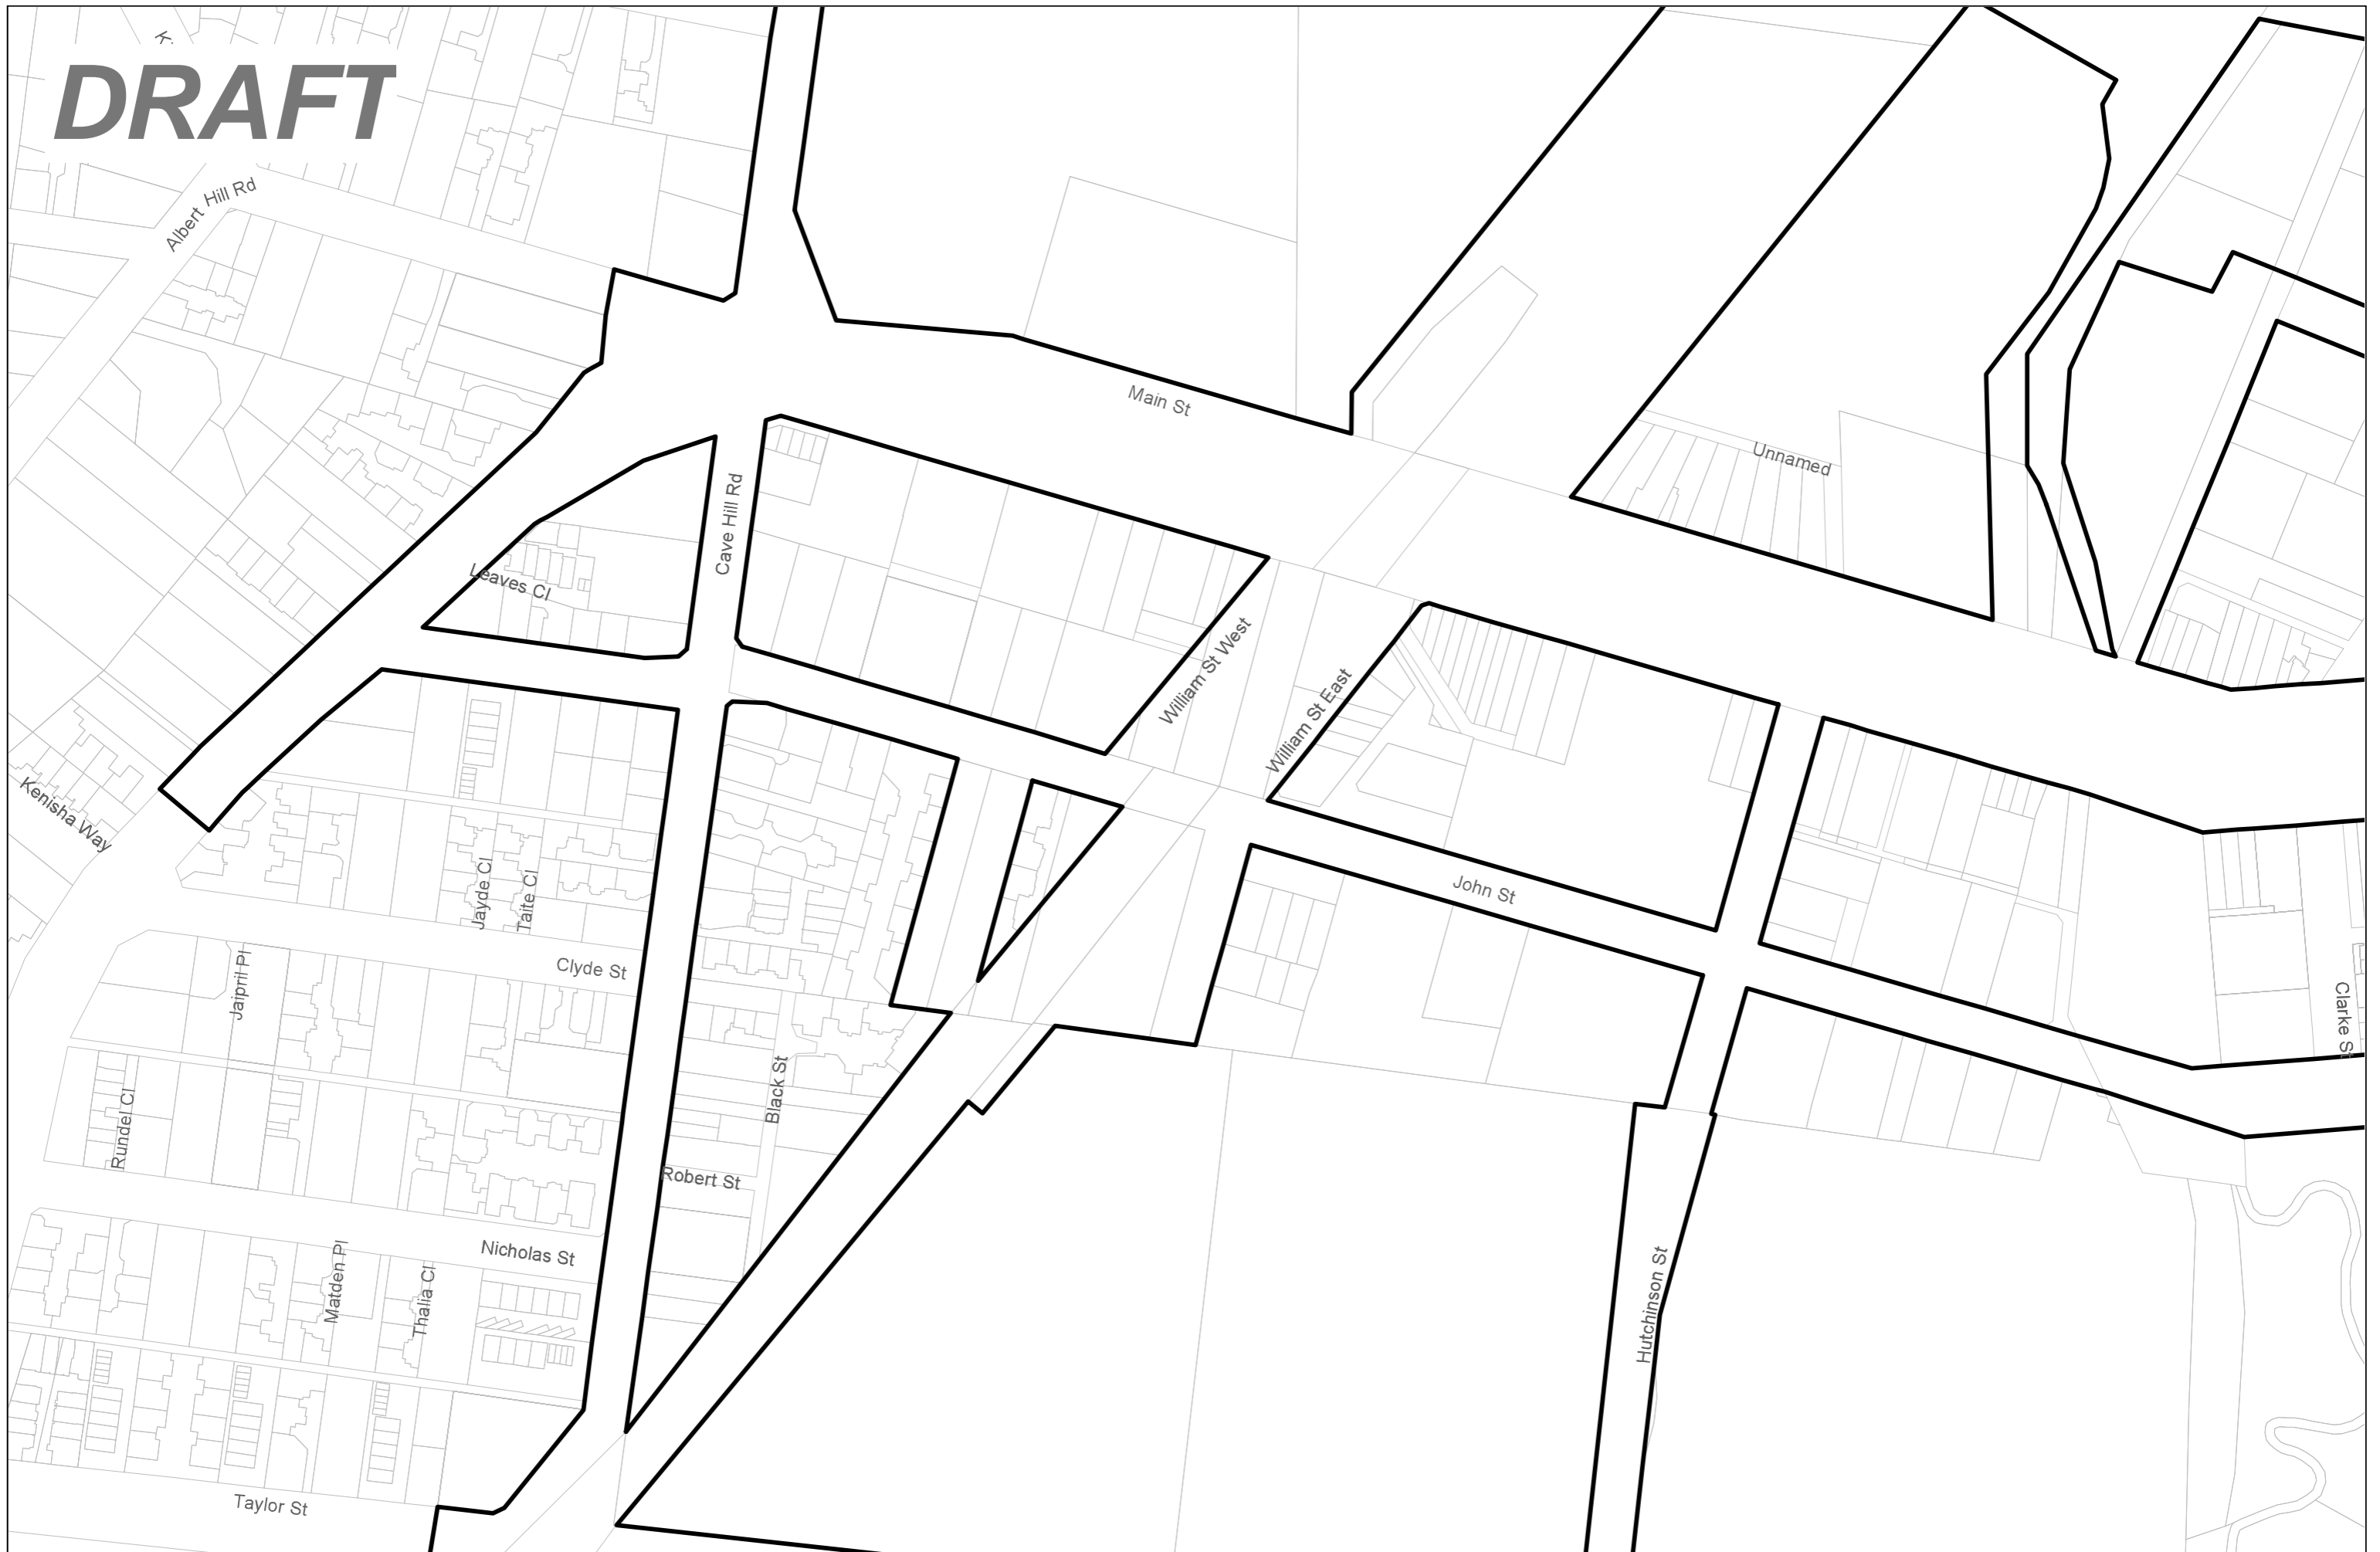 DRAFT
Albert Hill Rd
Main St
Unnamed
Cave Hill Rd
Leaves Cl
William St West
William St East
Kenisha Way
Jayde Cl
Taite Cl
John St
Clyde St
Jaipril Pl
Clarke St
Black St
Rundel Cl
Robert St
Nicholas St
Matden Pl
Thalia Cl
Hutchinson St
Taylor St